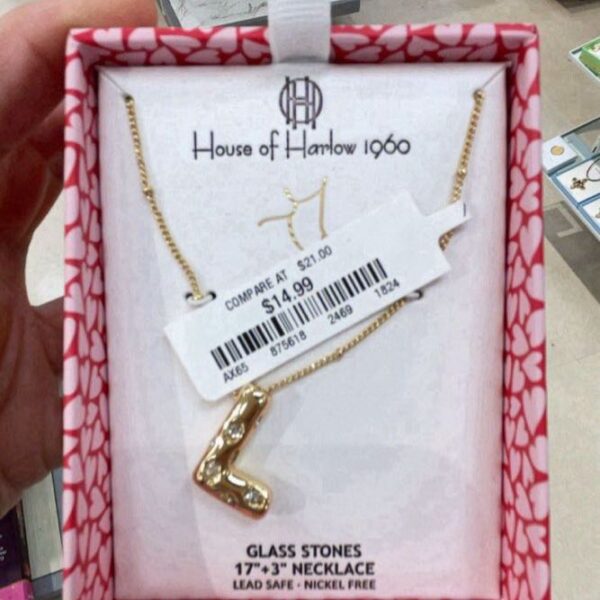 House of Harlow 1960
COMPARE AT $21.00
$14.99
AX65 875618 2469 1824
GLASS STONES
17"+3" NECKLACE
LEAD SAFE · NICKEL FREE